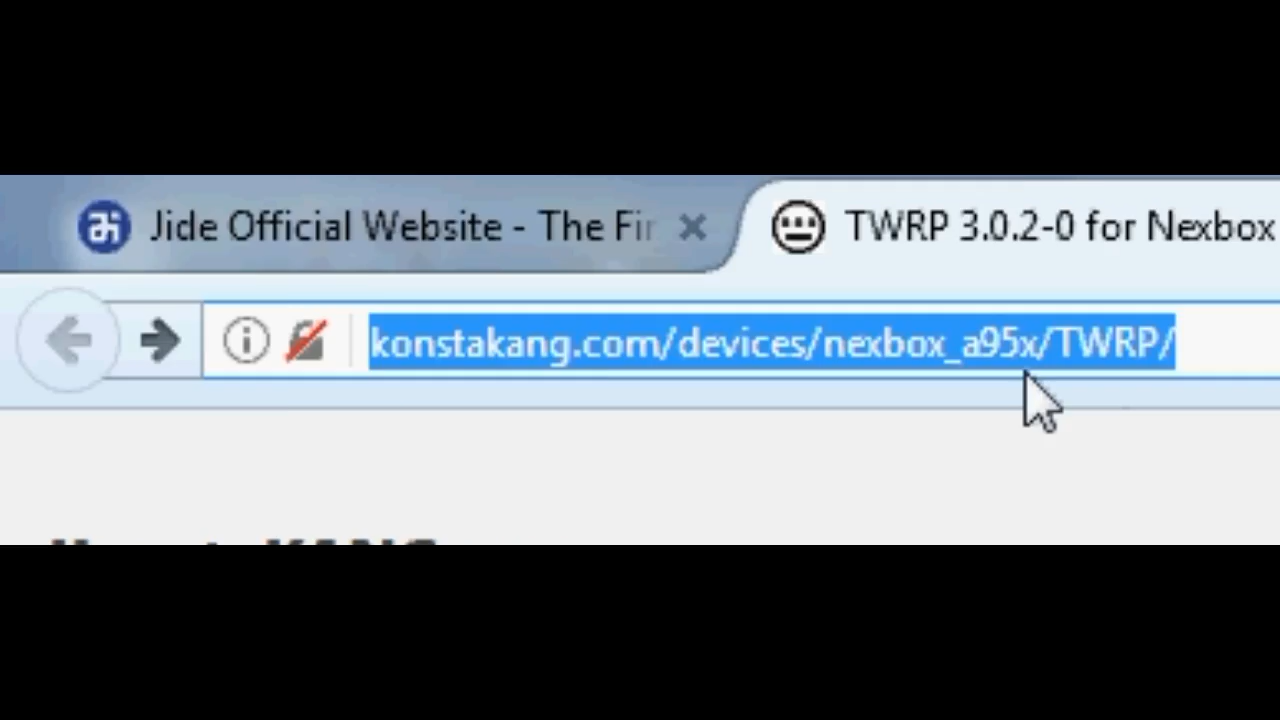 Jide Official Website - The Fir
TWRP 3.0.2-0 for Nexbox
konstakang.com/devices/nexbox_a95x/TWRP/